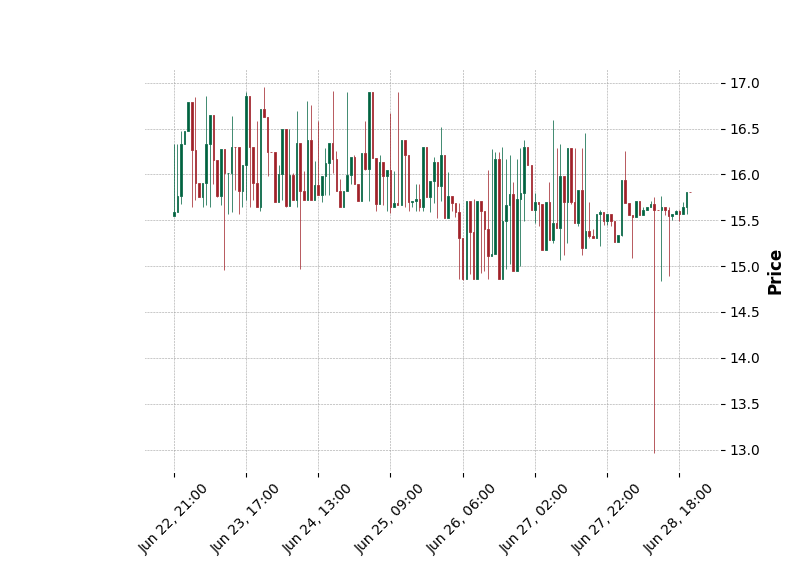 17.0
16.5
16.0
15.5
15.0
14.5
14.0
13.5
13.0
Price
Jun 22, 21:00
Jun 23, 17:00
Jun 24, 13:00
Jun 25, 09:00
Jun 26, 06:00
Jun 27, 02:00
Jun 27, 22:00
Jun 28, 18:00